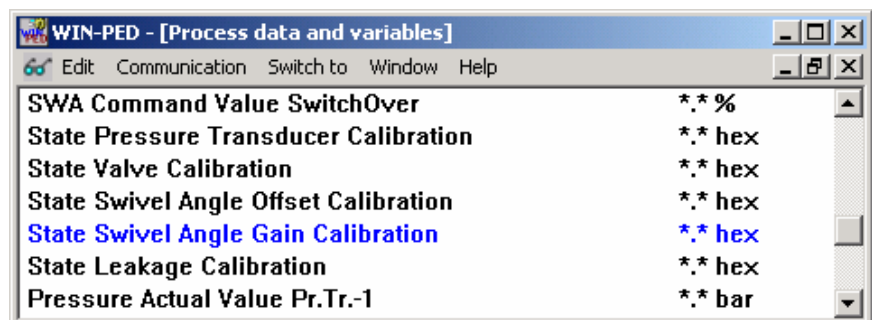 WIN-PED - [Process data and variables]
Edit Communication Switch to Window Help
SWA Command Value SwitchOver *.* %
State Pressure Transducer Calibration *.* hex
State Valve Calibration *.* hex
State Swivel Angle Offset Calibration *.* hex
State Swivel Angle Gain Calibration *.* hex
State Leakage Calibration *.* hex
Pressure Actual Value Pr.Tr.-1 *.* bar